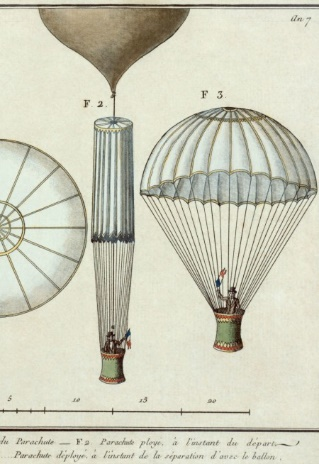 An 7
F 2.
F 3.
5 10 15 20
du Parachute — F 2. Parachute ployé, à l'instant du départ —
Parachute déployé, à l'instant de la séparation d'avec le ballon.